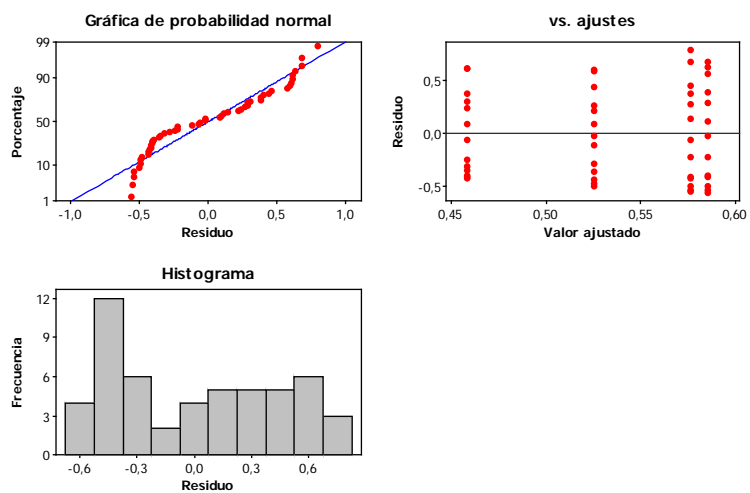 Gráfica de probabilidad normal
99
90
50
10
1
Porcentaje
-1,0 -0,5 0,0 0,5 1,0
Residuo
vs. ajustes
0,5
0,0
-0,5
Residuo
0,45 0,50 0,55 0,60
Valor ajustado
Histograma
12
9
6
3
0
Frecuencia
-0,6 -0,3 0,0 0,3 0,6
Residuo